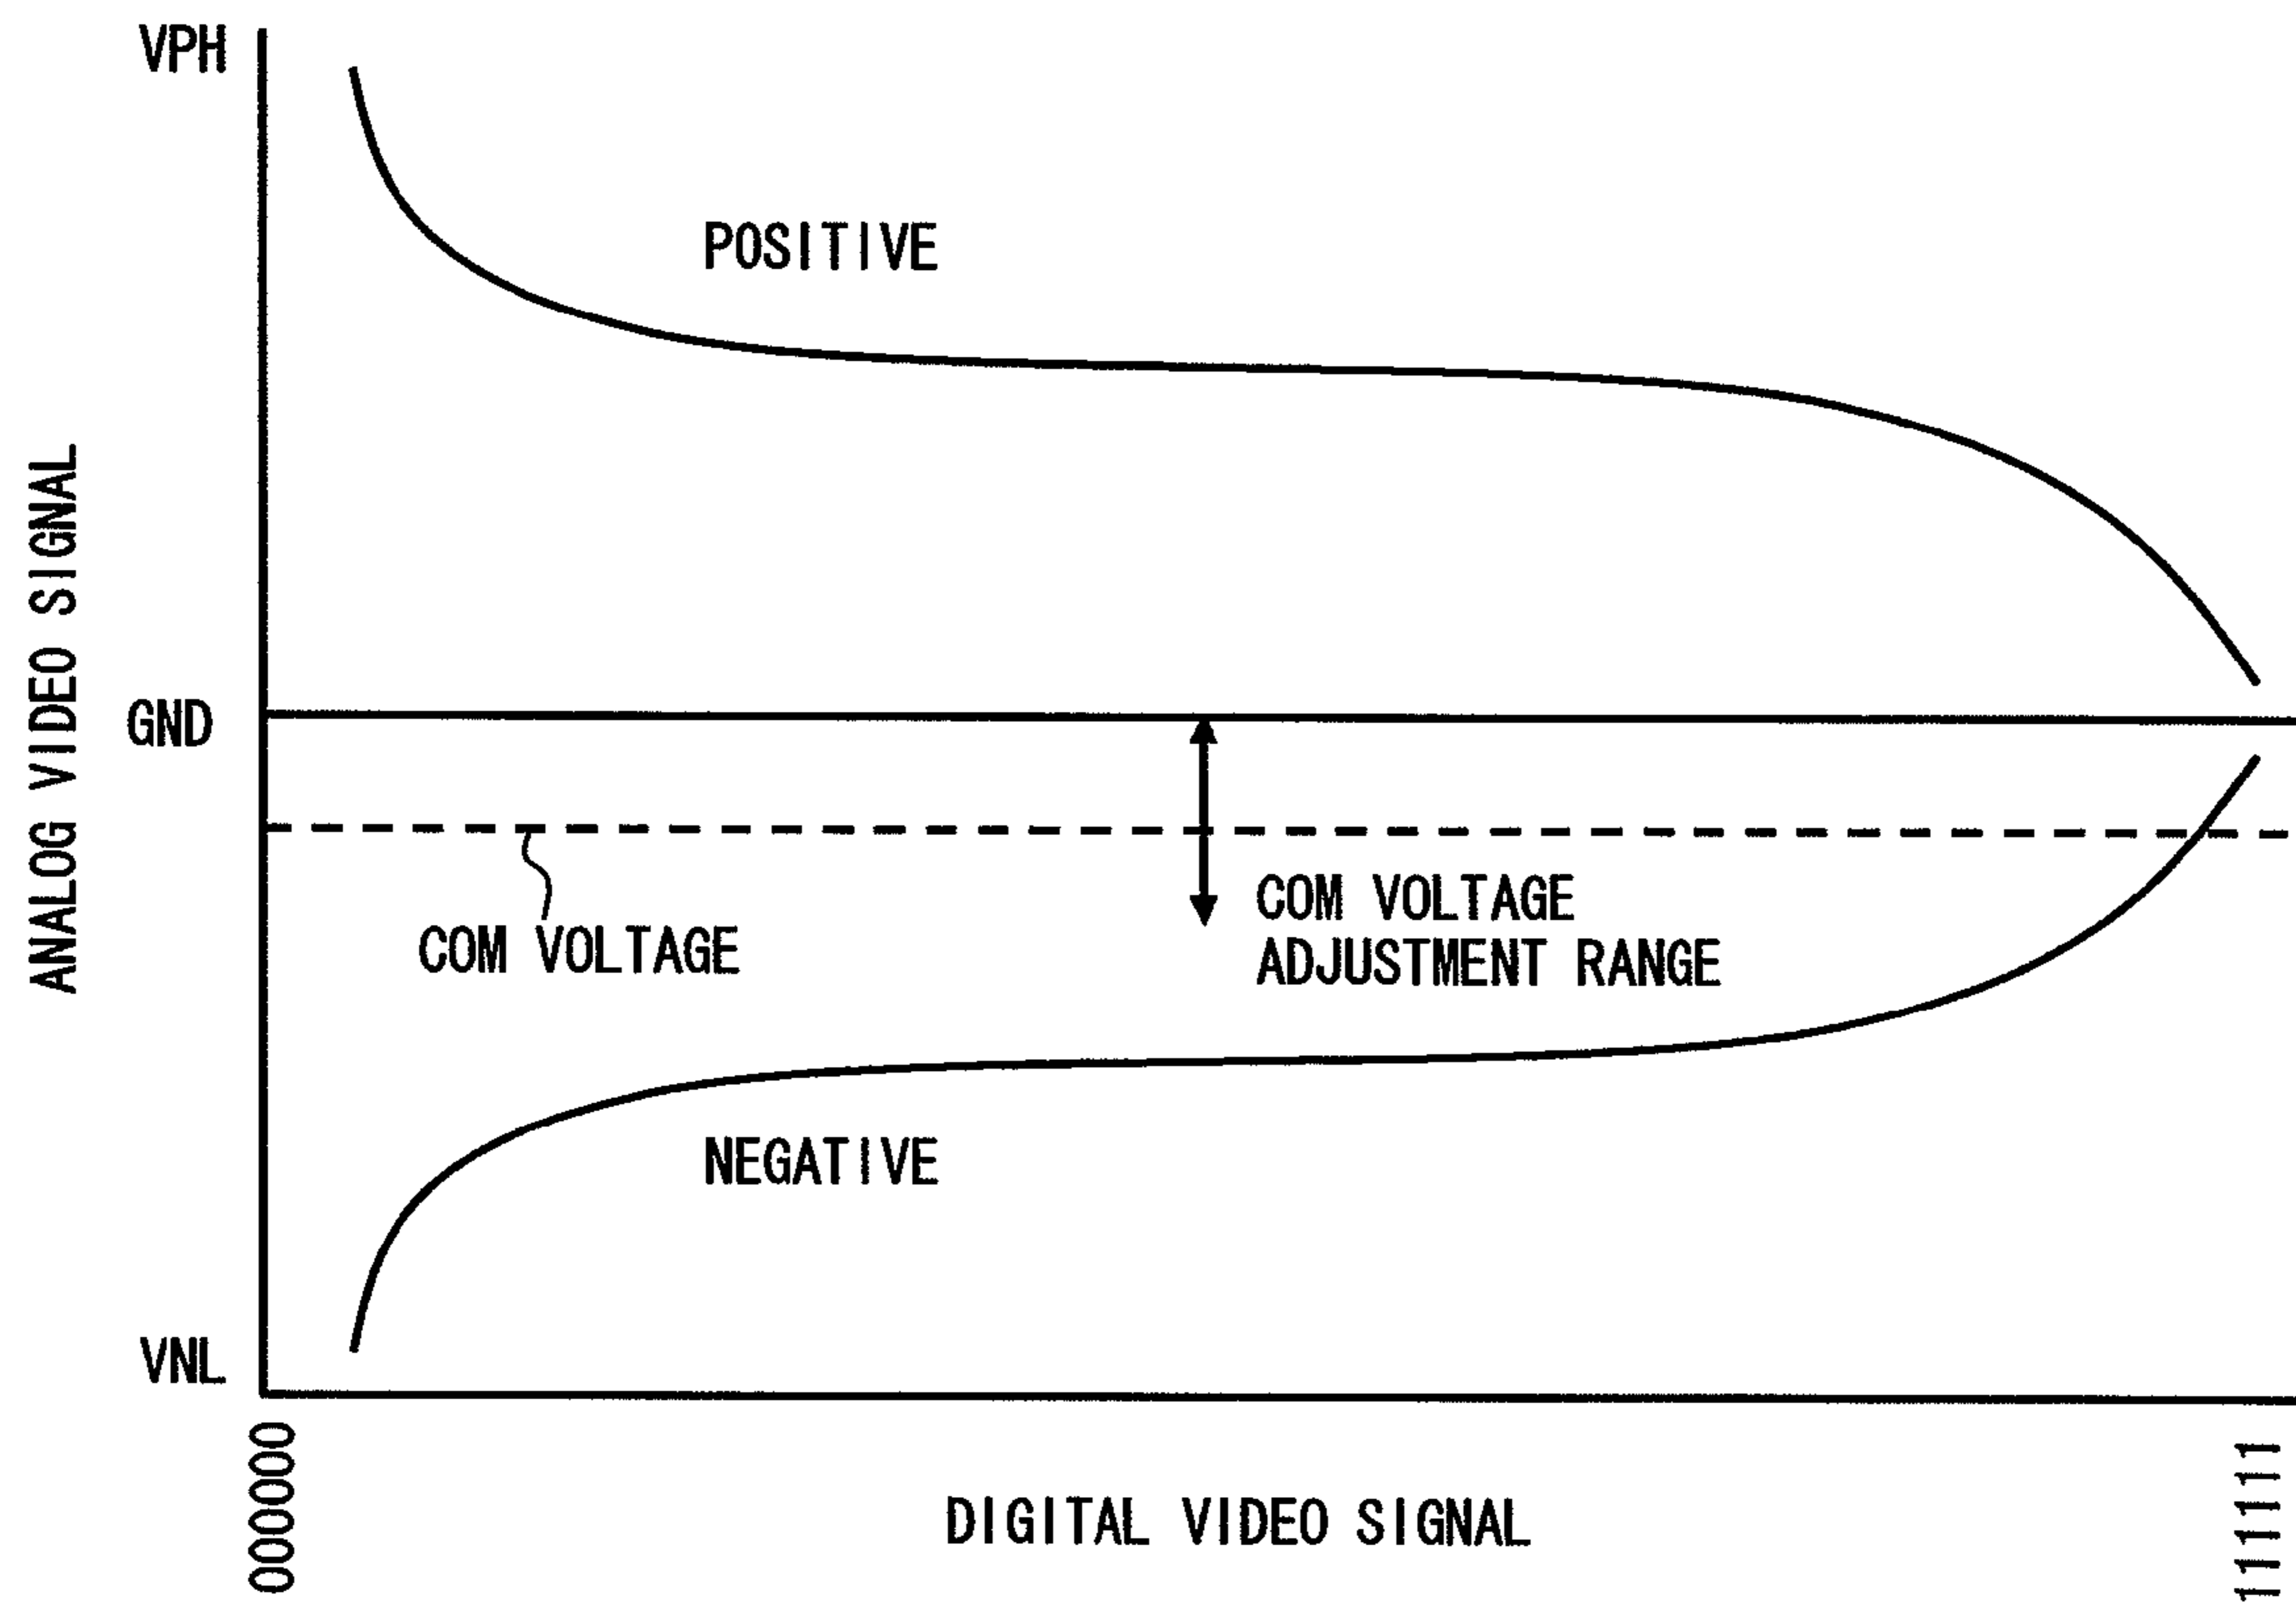 VPH
POSITIVE
ANALOG VIDEO SIGNAL
GND
COM VOLTAGE
COM VOLTAGE
ADJUSTMENT RANGE
NEGATIVE
VNL
000000
DIGITAL VIDEO SIGNAL
111111